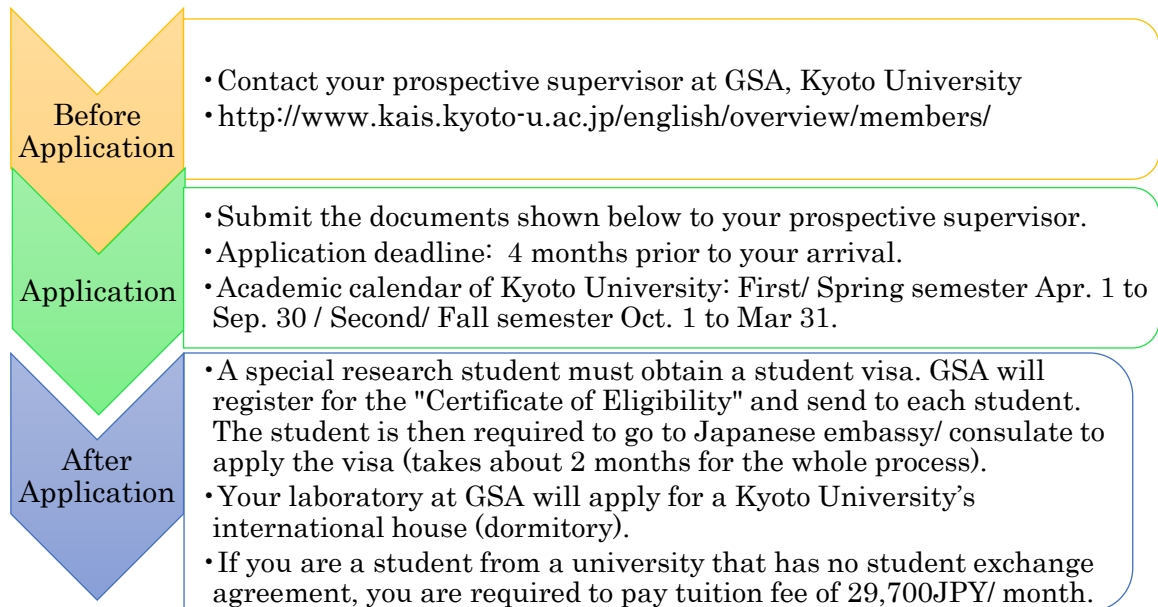 Before
Application
・Contact your prospective supervisor at GSA, Kyoto University
・http://www.kais.kyoto-u.ac.jp/english/overview/members/
Application
・Submit the documents shown below to your prospective supervisor.
・Application deadline: 4 months prior to your arrival.
・Academic calendar of Kyoto University: First/ Spring semester Apr. 1 to
Sep. 30 / Second/ Fall semester Oct. 1 to Mar 31.
After
Application
・A special research student must obtain a student visa. GSA will
register for the "Certificate of Eligibility" and send to each student.
The student is then required to go to Japanese embassy/ consulate to
apply the visa (takes about 2 months for the whole process).
・Your laboratory at GSA will apply for a Kyoto University’s
international house (dormitory).
・If you are a student from a university that has no student exchange
agreement, you are required to pay tuition fee of 29,700JPY/ month.